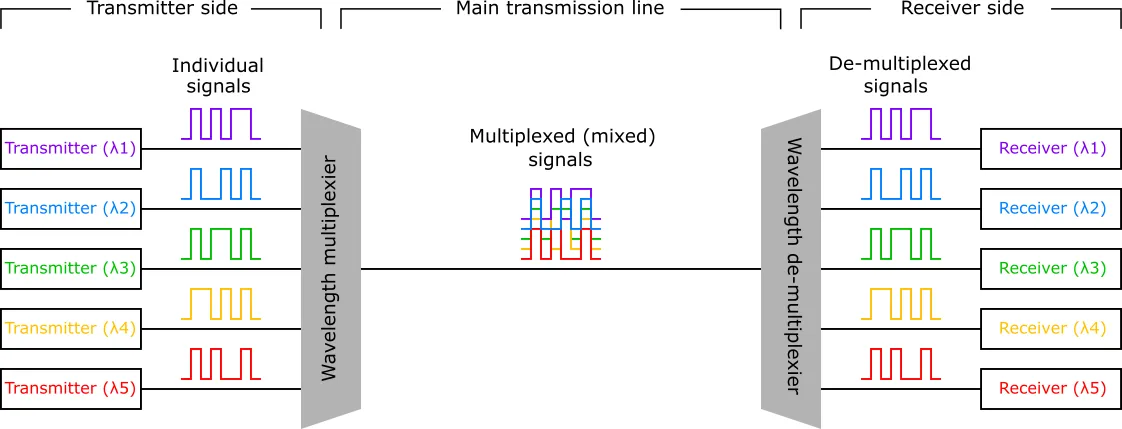 Transmitter side
Main transmission line
Receiver side
Individual
signals
De-multiplexed
signals
Multiplexed (mixed)
signals
Transmitter (λ1)
Transmitter (λ2)
Transmitter (λ3)
Transmitter (λ4)
Transmitter (λ5)
Wavelength multiplexier
Wavelength de-multiplexier
Receiver (λ1)
Receiver (λ2)
Receiver (λ3)
Receiver (λ4)
Receiver (λ5)